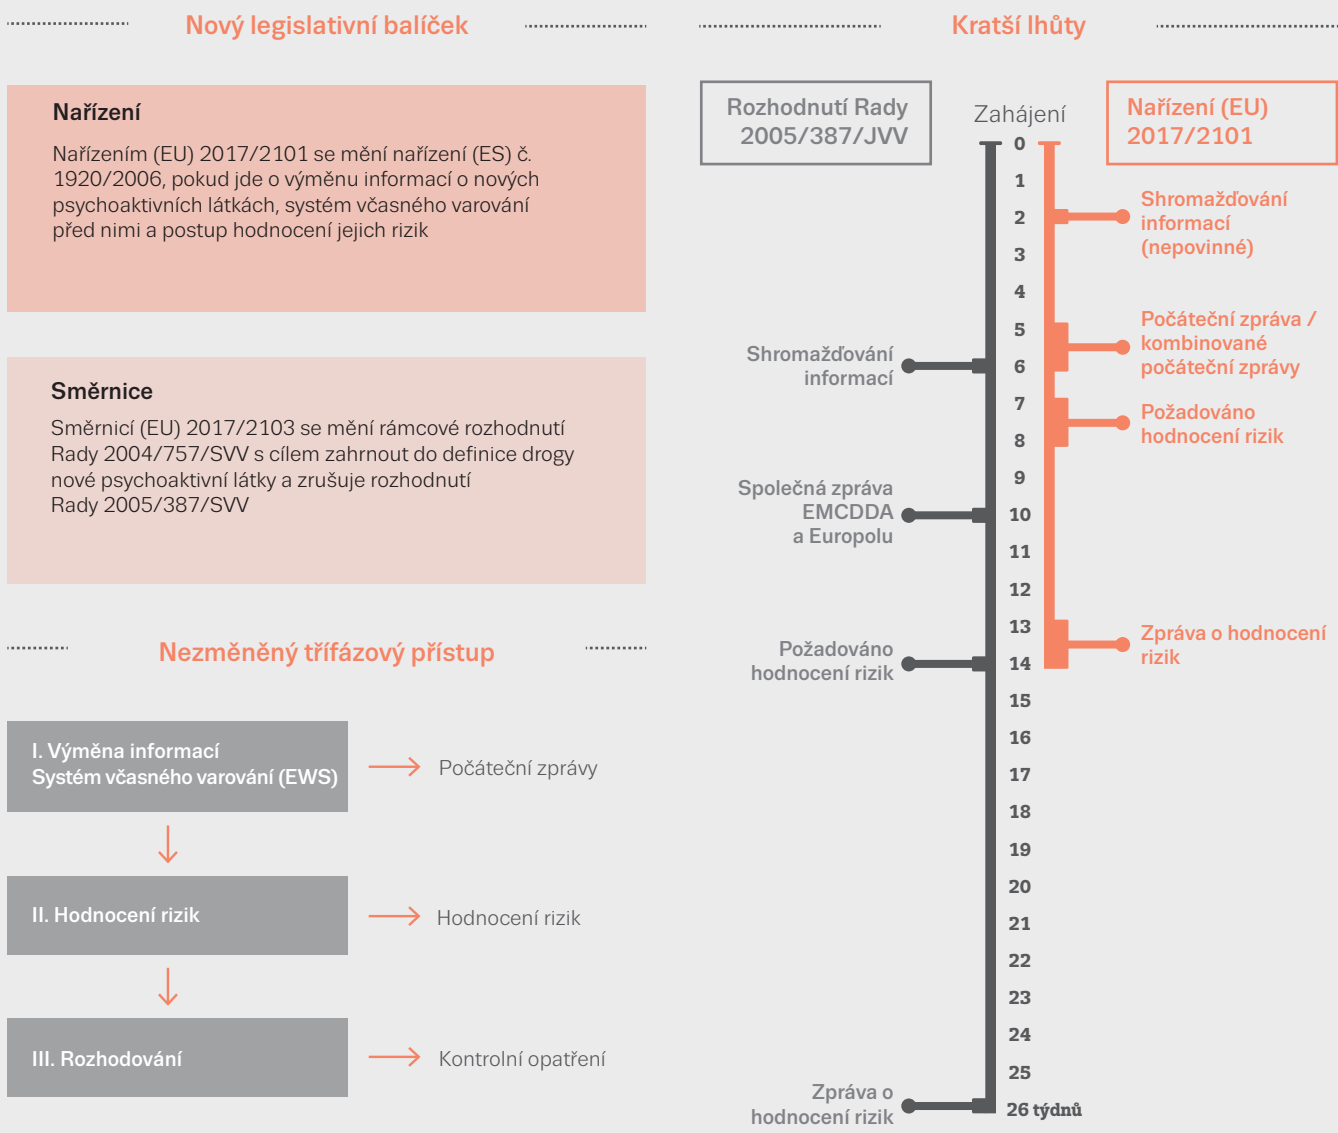 Nový legislativní balíček
Nařízení
Nařízením (EU) 2017/2101 se mění nařízení (ES) č.
1920/2006, pokud jde o výměnu informací o nových
psychoaktivních látkách, systém včasného varování
před nimi a postup hodnocení jejich rizik
Směrnice
Směrnicí (EU) 2017/2103 se mění rámcové rozhodnutí
Rady 2004/757/SVV s cílem zahrnout do definice drogy
nové psychoaktivní látky a zrušuje rozhodnutí
Rady 2005/387/SVV
Nezměněný třífázový přístup
I. Výměna informací
Systém včasného varování (EWS)
Počáteční zprávy
II. Hodnocení rizik
Hodnocení rizik
III. Rozhodování
Kontrolní opatření
Kratší lhůty
Rozhodnutí Rady
2005/387/JVV
Zahájení
Nařízení (EU)
2017/2101
0
1
2
3
4
5
6
7
8
9
10
11
12
13
14
15
16
17
18
19
20
21
22
23
24
25
26 týdnů
Shromažďování
informací
Společná zpráva
EMCDDA
a Europolu
Požadováno
hodnocení rizik
Zpráva o
hodnocení rizik
Shromažďování
informací
(nepovinné)
Počáteční zpráva /
kombinované
počáteční zprávy
Požadováno
hodnocení rizik
Zpráva o hodnocení
rizik